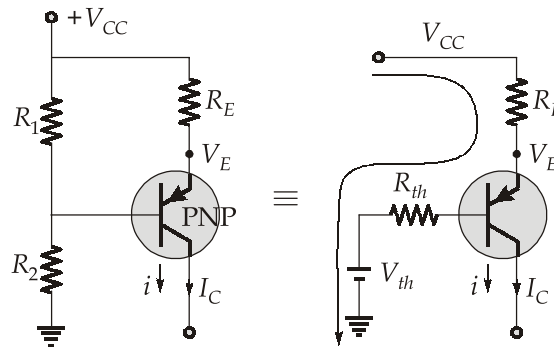 +V_CC
R_1
R_E
V_E
PNP
R_2
i
I_C
≡
V_CC
V_E
R_th
i
I_C
V_th